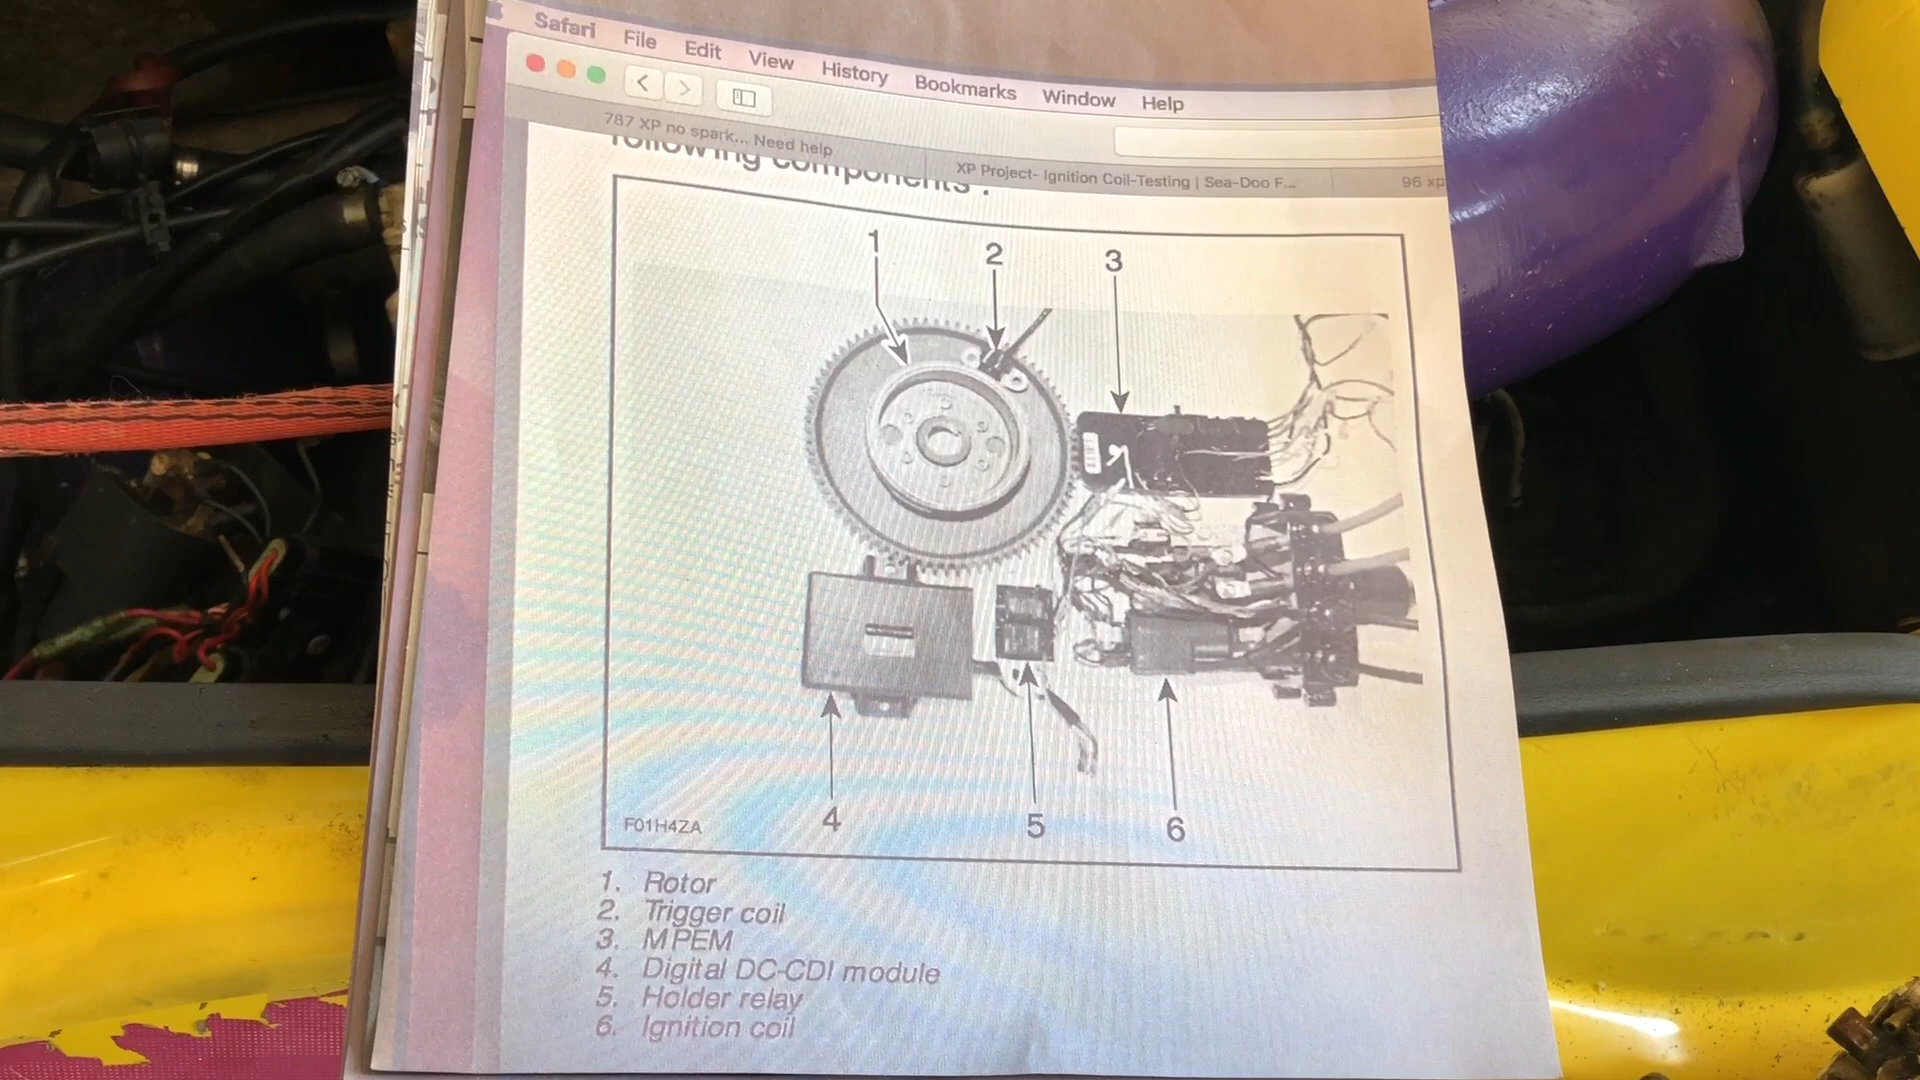 Safari File Edit View History Bookmarks Window Help
787 XP no spark... Need help
XP Project- Ignition Coil-Testing | Sea-Doo F...
96 xp
following components :
1 2 3
4 5 6
F01H4ZA
1. Rotor
2. Trigger coil
3. MPEM
4. Digital DC-CDI module
5. Holder relay
6. Ignition coil